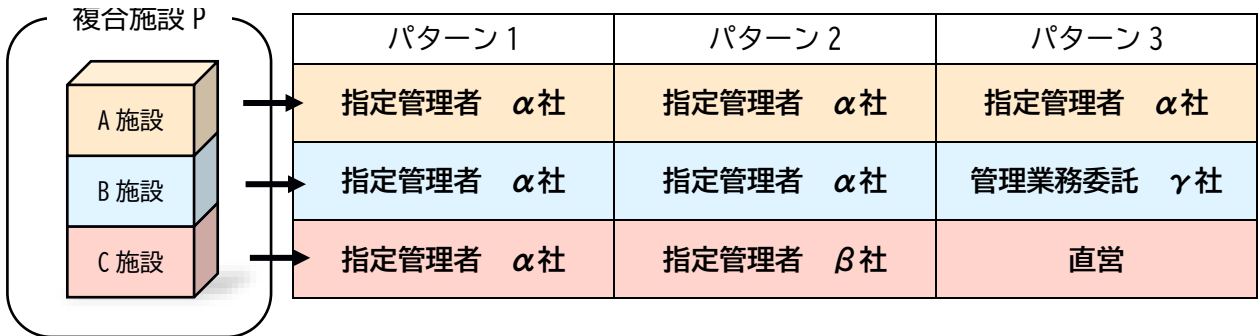 複合施設 P
パターン 1 パターン 2 パターン 3
A 施設 指定管理者 α社 指定管理者 α社 指定管理者 α社
B 施設 指定管理者 α社 指定管理者 α社 管理業務委託 γ社
C 施設 指定管理者 α社 指定管理者 β社 直営